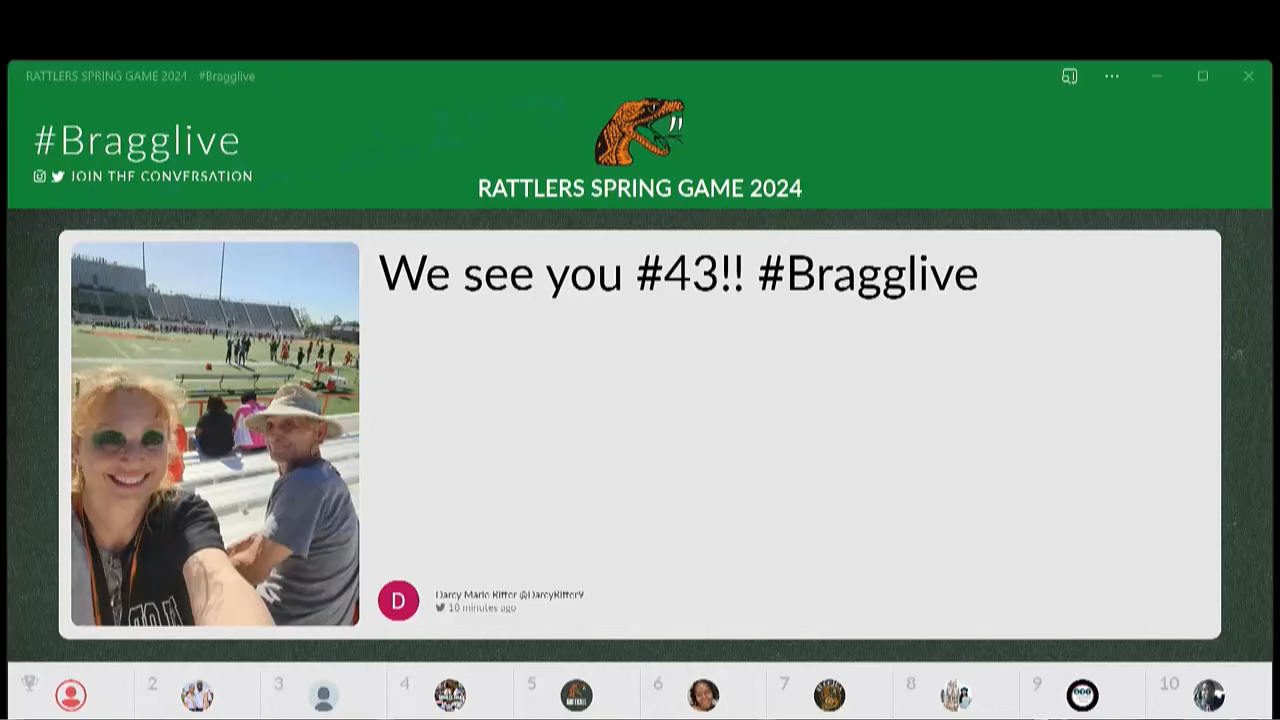 RATTLERS SPRING GAME 2024 #Bragglive
#Bragglive
JOIN THE CONVERSATION
RATTLERS SPRING GAME 2024
We see you #43!! #Bragglive
D
Darcy Marie Ritter @DarcyRitter9
10 minutes ago
2 3 4 5 6 7 8 9 10